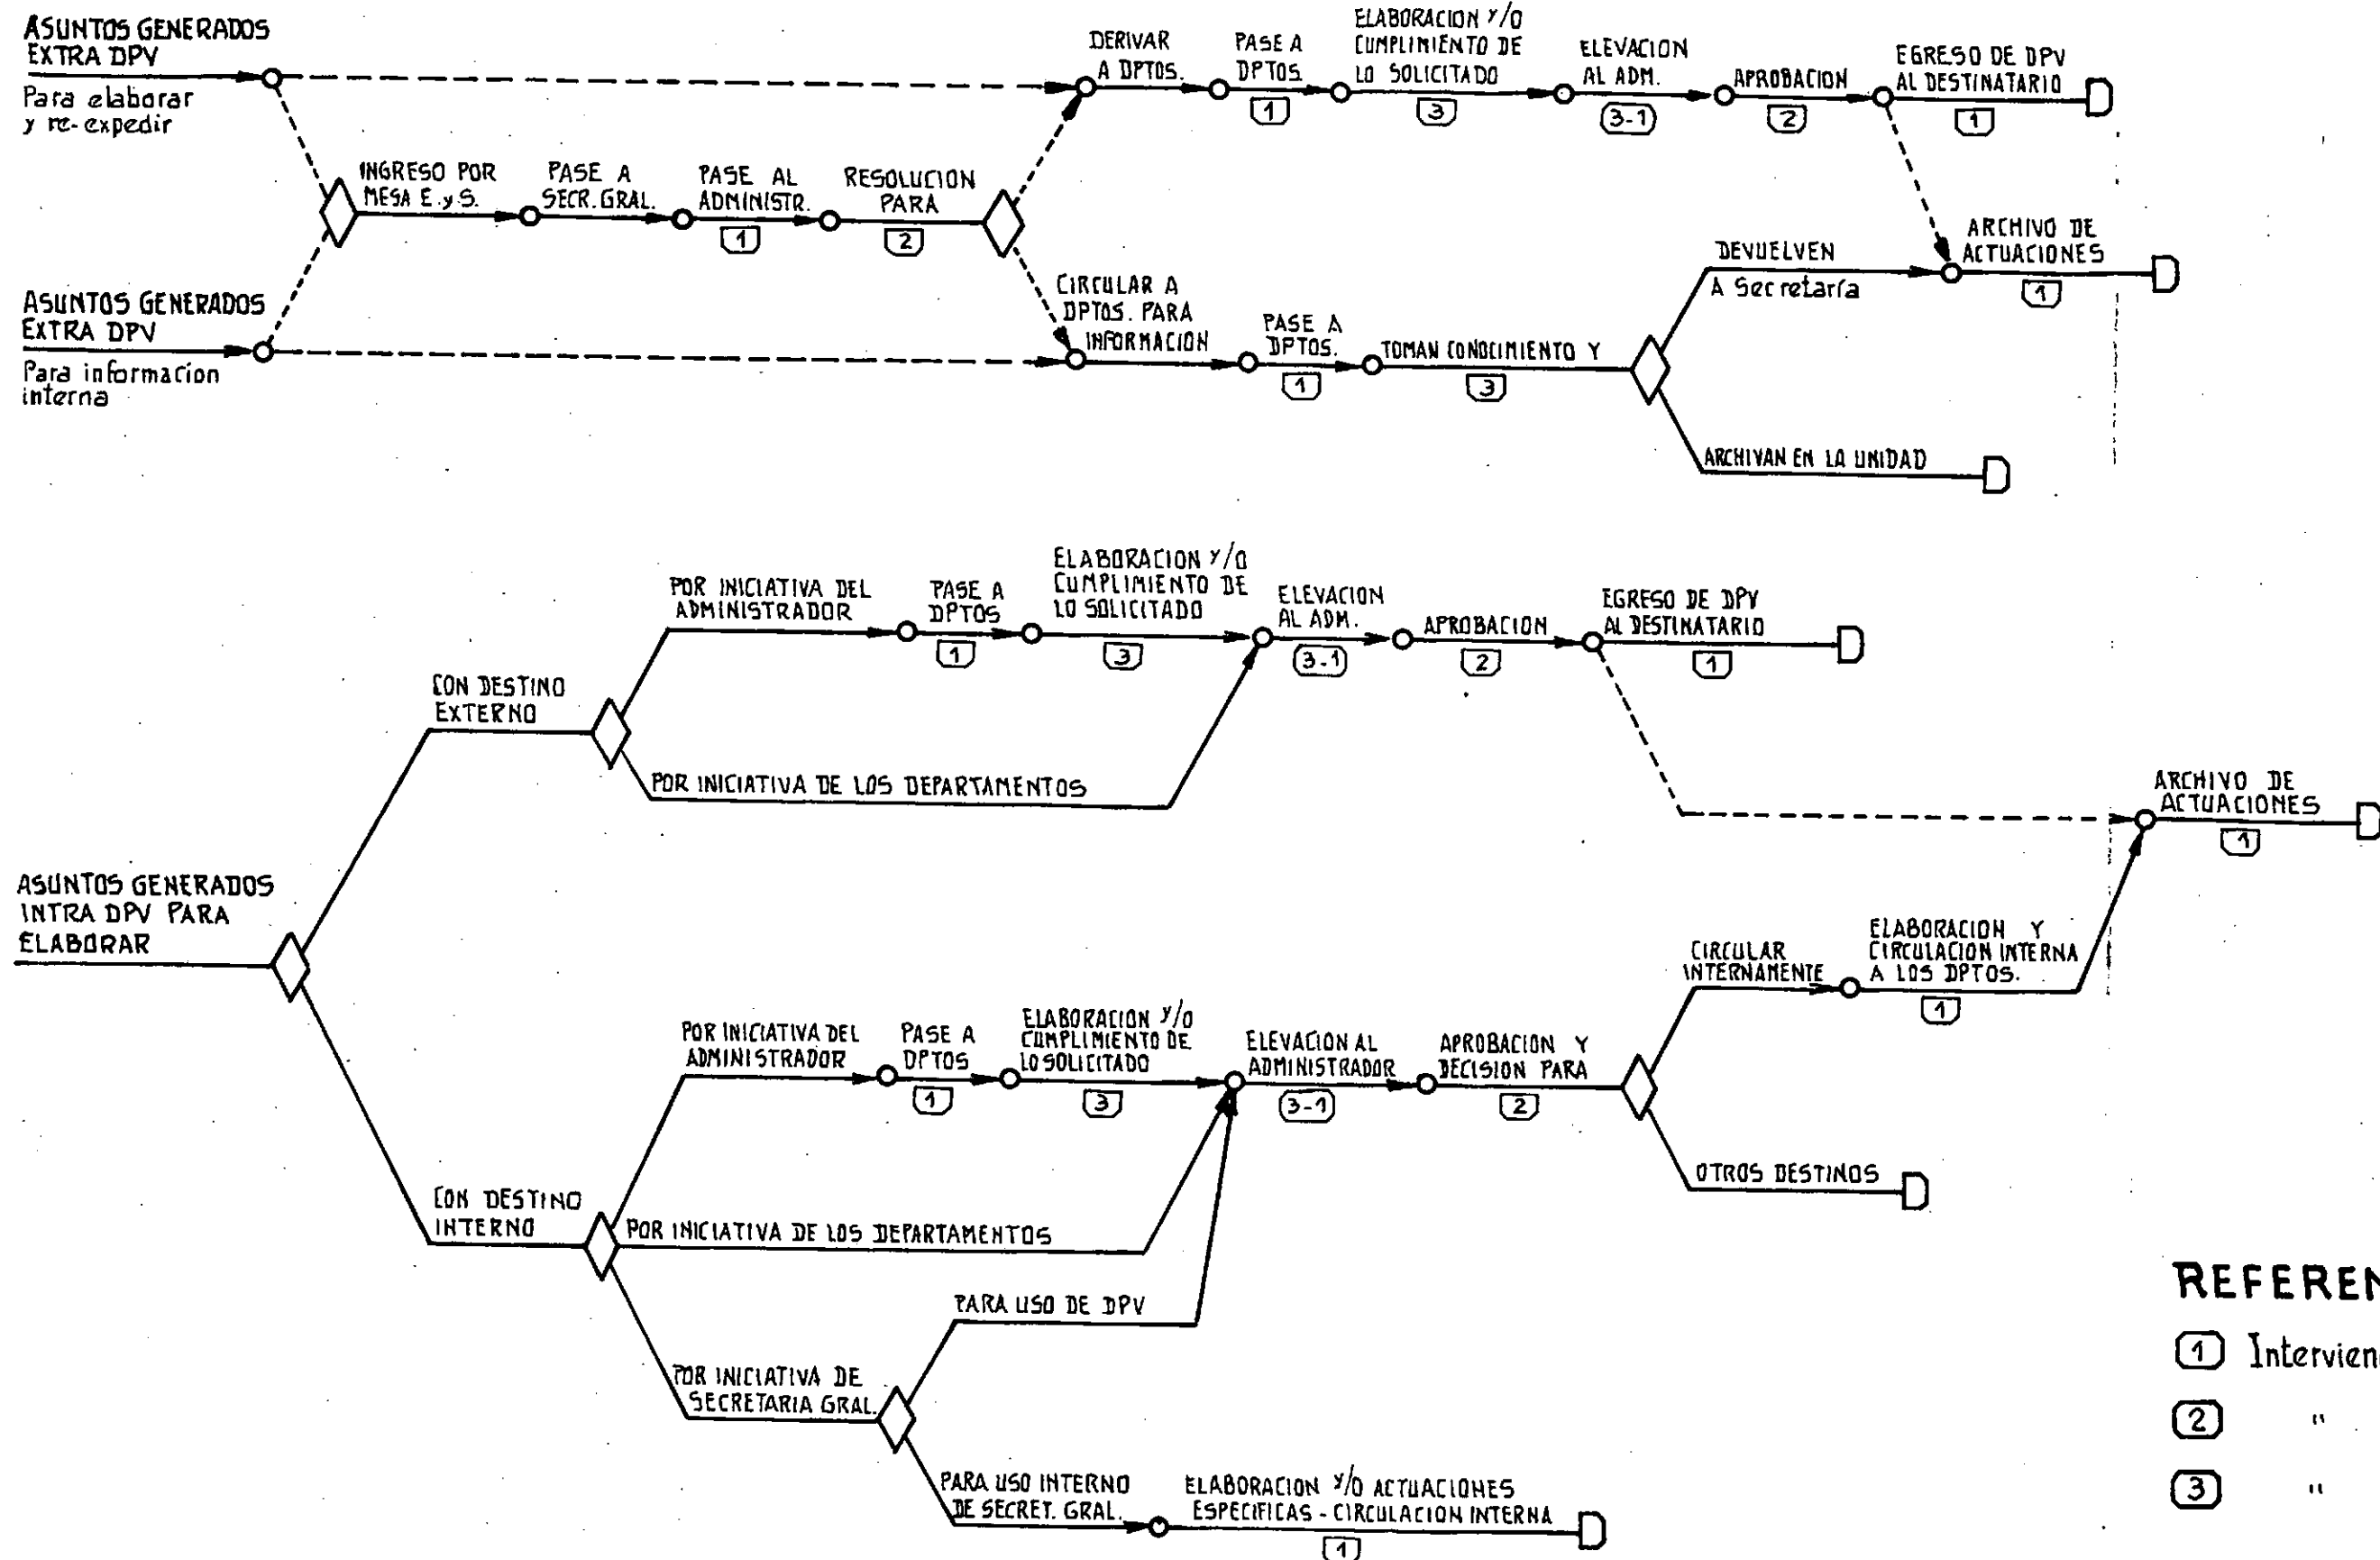 ASUNTOS GENERADOS
EXTRA DPV
Para elaborar
y re-expedir
DERIVAR
A DPTOS.
PASE A
DPTOS
1
ELABORACION Y/O
CUMPLIMIENTO DE
LO SOLICITADO
3
ELEVACION
AL ADM.
3-1
APROBACION
2
EGRESO DE DPV
AL DESTINATARIO
1
INGRESO POR
MESA E.y S.
PASE A
SECR. GRAL.
PASE AL
ADMINISTR.
1
RESOLUCION
PARA
2
ASUNTOS GENERADOS
EXTRA DPV
Para informacion
interna
CIRCULAR A
DPTOS. PARA
INFORMACION
PASE A
DPTOS.
1
TOMAN CONOCIMIENTO Y
3
DEVUELVEN
A Secretaría
ARCHIVO DE
ACTUACIONES
1
ARCHIVAN EN LA UNIDAD
ASUNTOS GENERADOS
INTRA DPV PARA
ELABORAR
CON DESTINO
EXTERNO
POR INICIATIVA DEL
ADMINISTRADOR
PASE A
DPTOS
1
ELABORACION Y/O
CUMPLIMIENTO DE
LO SOLICITADO
3
ELEVACION
AL ADM.
3-1
APROBACION
2
EGRESO DE DPV
AL DESTINATARIO
1
POR INICIATIVA DE LOS DEPARTAMENTOS
ARCHIVO DE
ACTUACIONES
1
CON DESTINO
INTERNO
POR INICIATIVA DEL
ADMINISTRADOR
PASE A
DPTOS
1
ELABORACION Y/O
CUMPLIMIENTO DE
LO SOLICITADO
3
ELEVACION AL
ADMINISTRADOR
3-1
APROBACION Y
DECISION PARA
2
CIRCULAR
INTERNAMENTE
ELABORACION Y
CIRCULACION INTERNA
A LOS DPTOS.
1
OTROS DESTINOS
POR INICIATIVA DE LOS DEPARTAMENTOS
POR INICIATIVA DE
SECRETARIA GRAL.
PARA USO DE DPV
PARA USO INTERNO
DE SECRET. GRAL.
ELABORACION Y/O ACTUACIONES
ESPECIFICAS - CIRCULACION INTERNA
1
REFEREN
1 Intervien
2 "
3 "